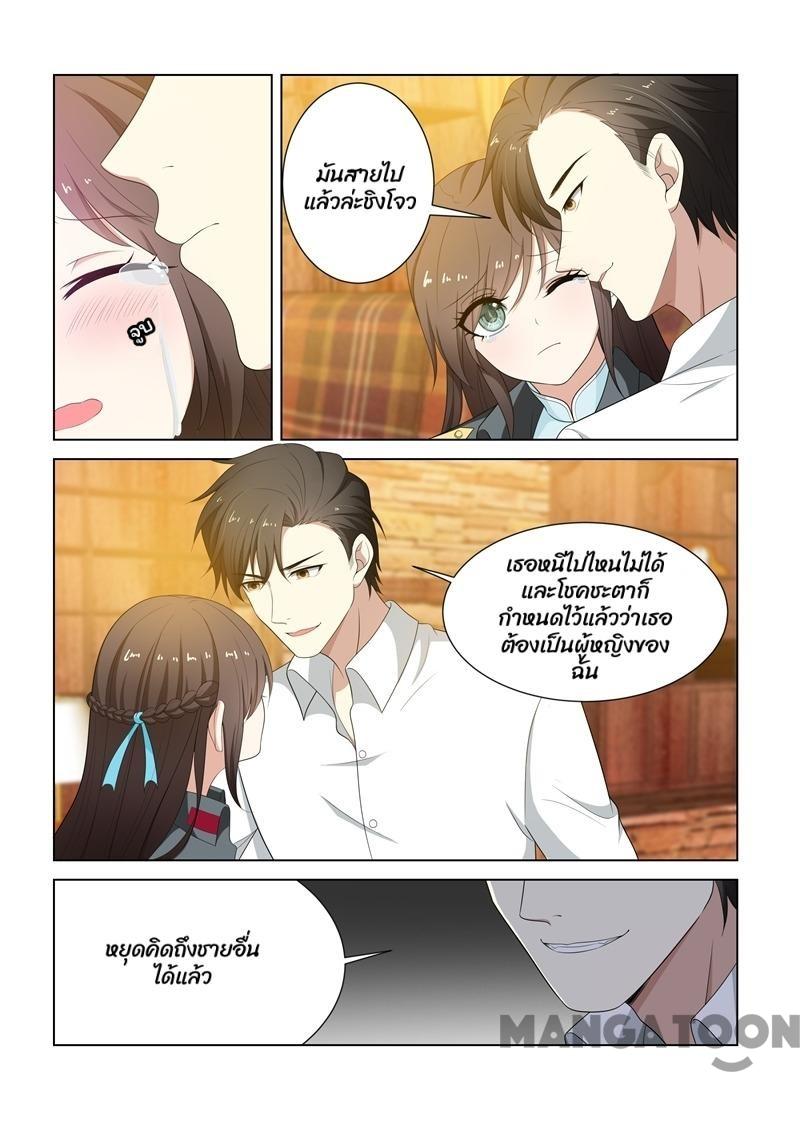 จูบ
มันสายไป
แล้วล่ะชิงโจว
เธอหนีไปไหนไม่ได้
และโชคชะตาก็
กำหนดไว้แล้วว่าเธอ
ต้องเป็นผู้หญิงของ
ฉัน
หยุดคิดถึงชายอื่น
ได้แล้ว
MANGATOON